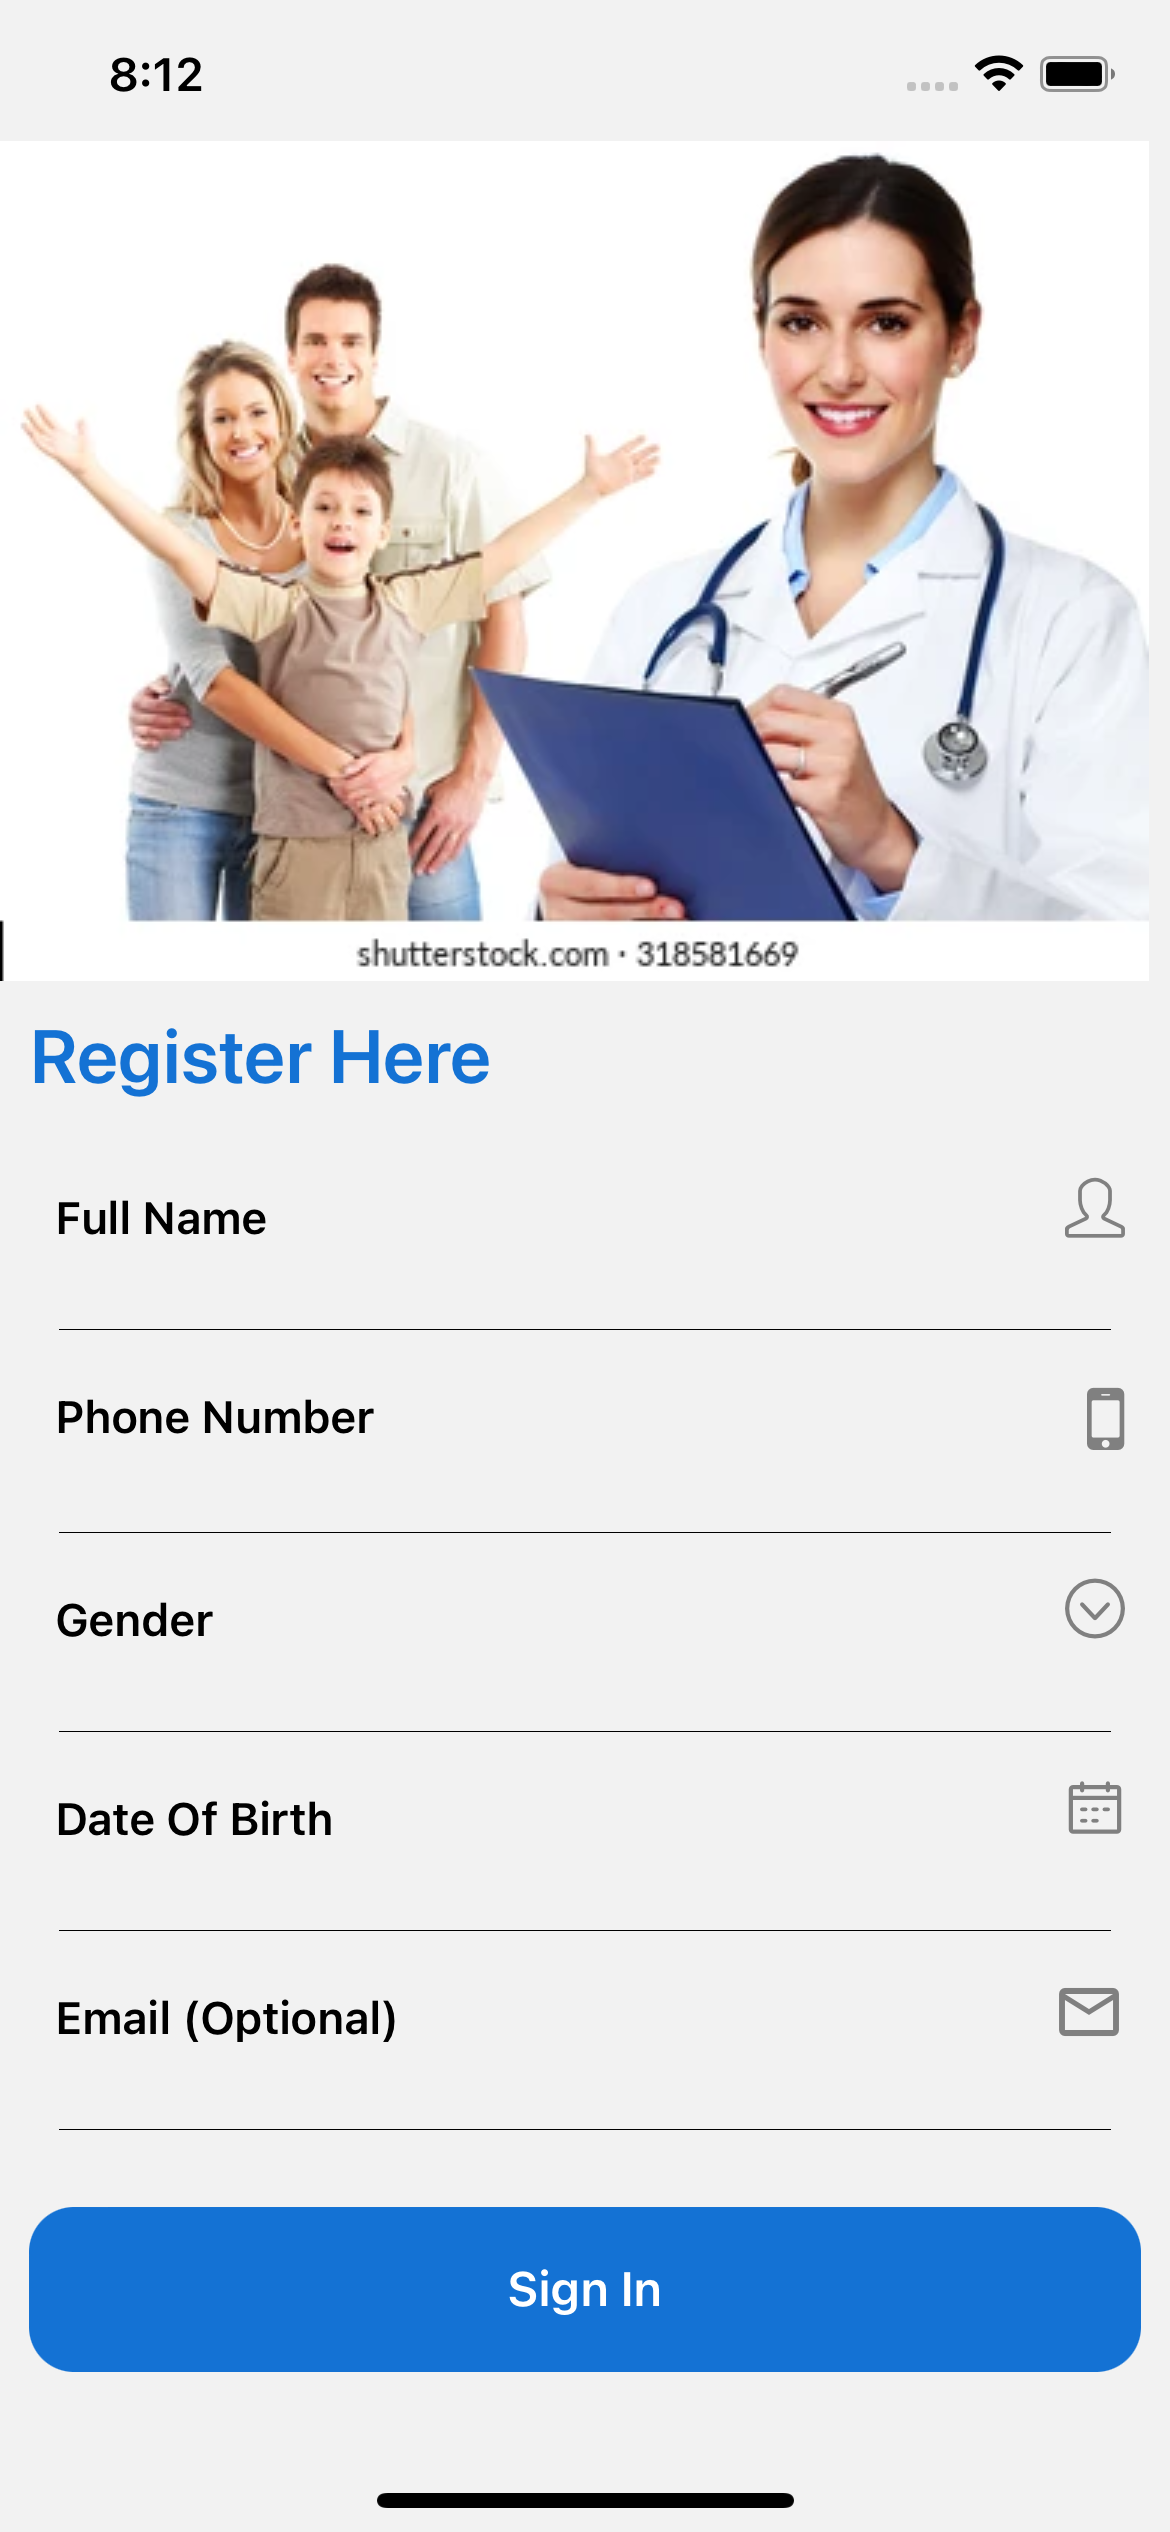 8:12
shutterstock.com · 318581669
Register Here
Full Name
Phone Number
Gender
Date Of Birth
Email (Optional)
Sign In